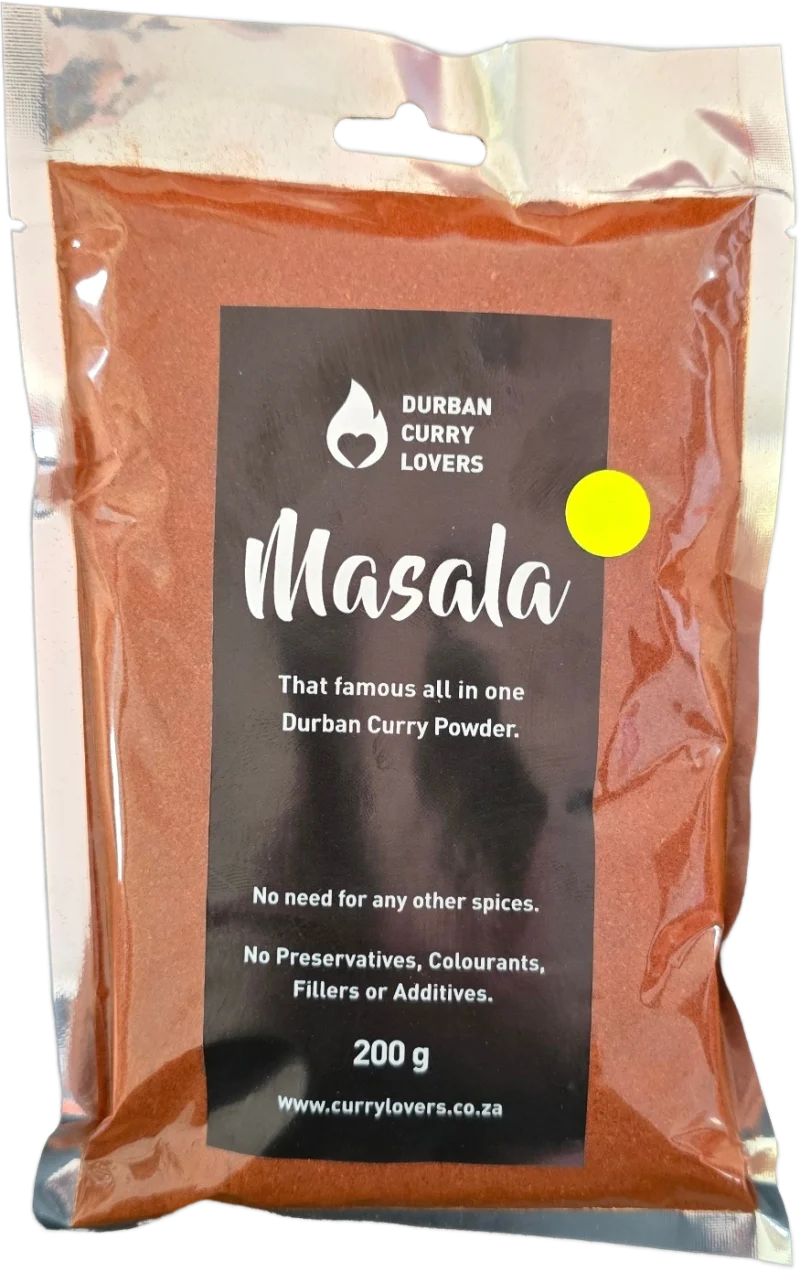 DURBAN
CURRY
LOVERS
Masala
That famous all in one
Durban Curry Powder.
No need for any other spices.
No Preservatives, Colourants,
Fillers or Additives.
200 g
www.currylovers.co.za